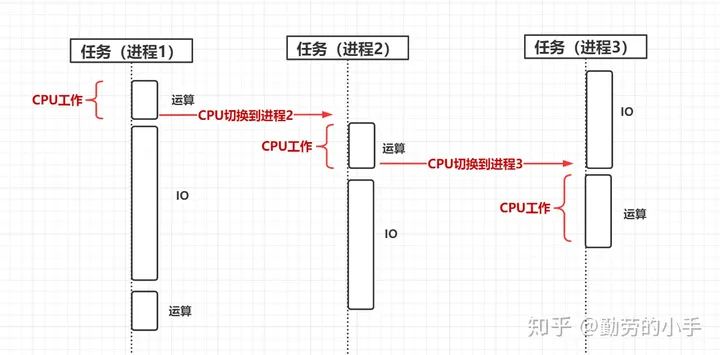 任务（进程1）
任务（进程2）
任务（进程3）
CPU工作
运算
CPU切换到进程2
IO
CPU工作
运算
CPU切换到进程3
IO
IO
CPU工作
运算
运算
知乎 @勤劳的小手